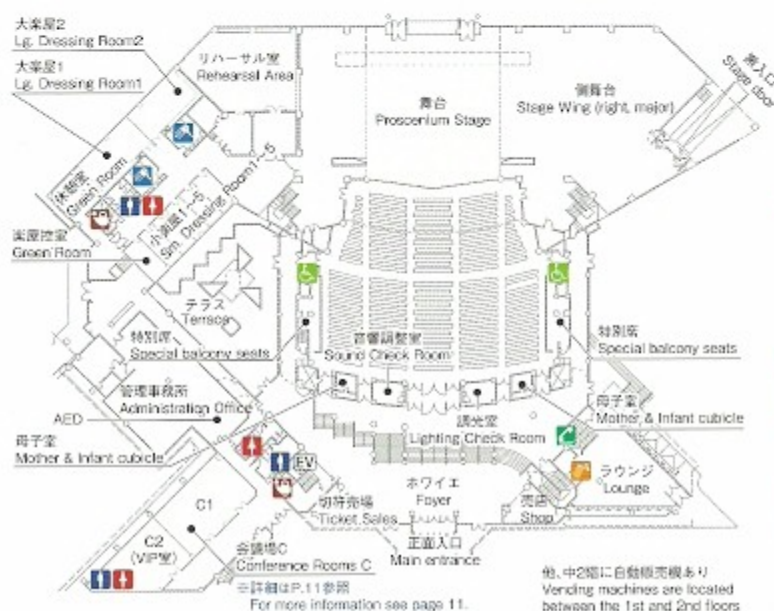 大楽屋2
Lg. Dressing Room2
大楽屋1
Lg. Dressing Room1
リハーサル室
Rehearsal Area
舞台
Proscenium Stage
側舞台
Stage Wing (right, major)
搬入口
Stage door
休憩室
Green Room
小楽屋1〜5
Sm. Dressing Room1〜5
楽屋控室
Green Room
テラス
Terrace
特別席
Special balcony seats
音響調整室
Sound Check Room
特別席
Special balcony seats
管理事務所
Administration Office
AED
母子室
Mother & Infant cubicle
調光室
Lighting Check Room
母子室
Mother & Infant cubicle
EV
切符売場
Ticket Sales
ホワイエ
Foyer
売店
Shop
ラウンジ
Lounge
正面入口
Main entrance
C1
C2
(VIP室)
会議場C
Conference Rooms C
※詳細はP.11参照
For more information see page 11.
他、中2階に自動販売機あり
Vending machines are located
between the 1st and 2nd floors